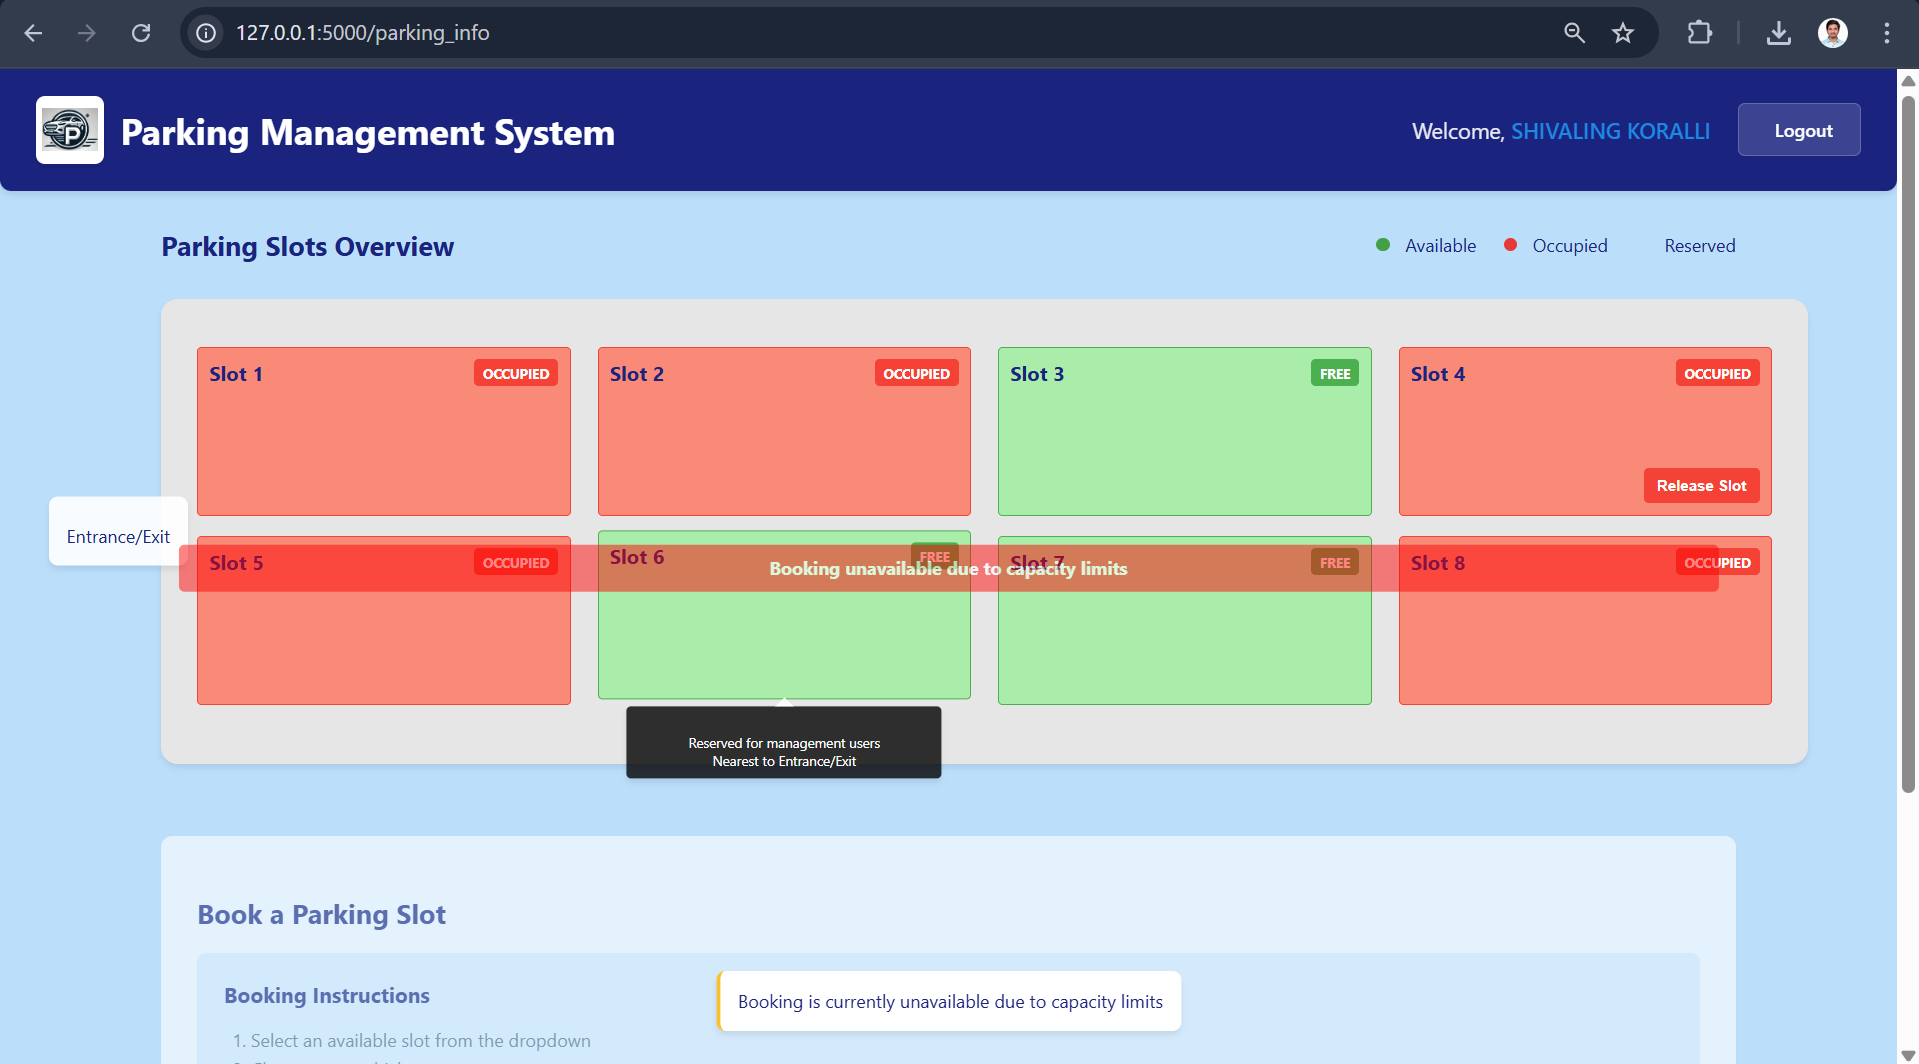 127.0.0.1:5000/parking_info
P
Parking Management System
Welcome, SHIVALING KORALLI
Logout
Parking Slots Overview
Available
Occupied
Reserved
Slot 1
OCCUPIED
Slot 2
OCCUPIED
Slot 3
FREE
Slot 4
OCCUPIED
Release Slot
Entrance/Exit
Slot 5
OCCUPIED
Slot 6
FREE
Slot 7
FREE
Slot 8
OCCUPIED
Booking unavailable due to capacity limits
Reserved for management users
Nearest to Entrance/Exit
Book a Parking Slot
Booking Instructions
Booking is currently unavailable due to capacity limits
1. Select an available slot from the dropdown